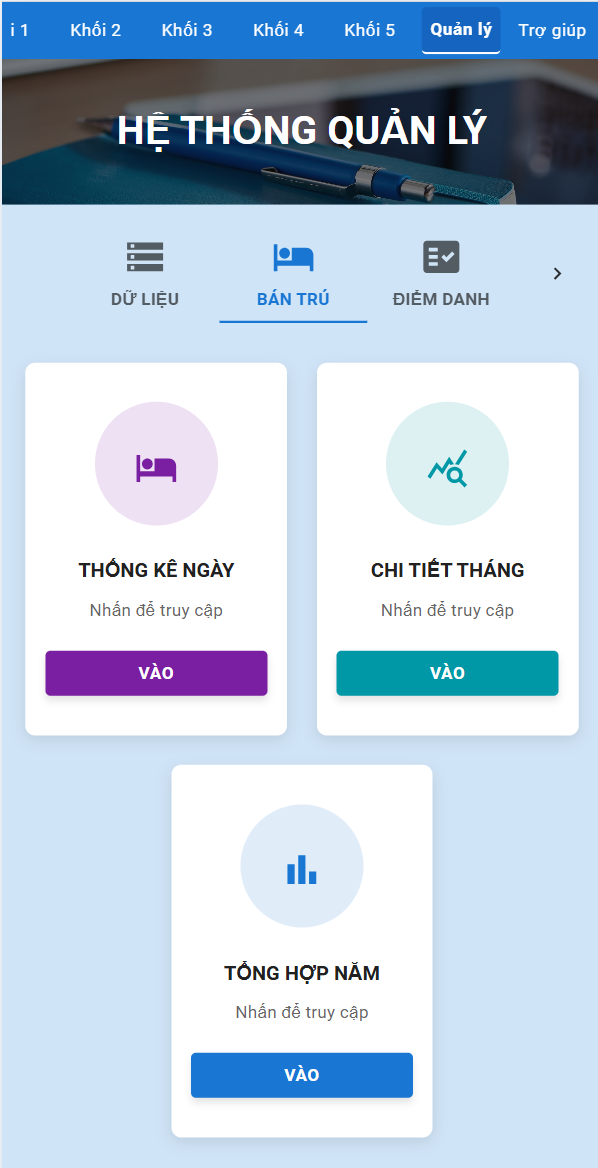 i 1 Khối 2 Khối 3 Khối 4 Khối 5 Quản lý Trợ giúp
HỆ THỐNG QUẢN LÝ
DỮ LIỆU BÁN TRÚ ĐIỂM DANH
THỐNG KÊ NGÀY
Nhấn để truy cập
VÀO
CHI TIẾT THÁNG
Nhấn để truy cập
VÀO
TỔNG HỢP NĂM
Nhấn để truy cập
VÀO